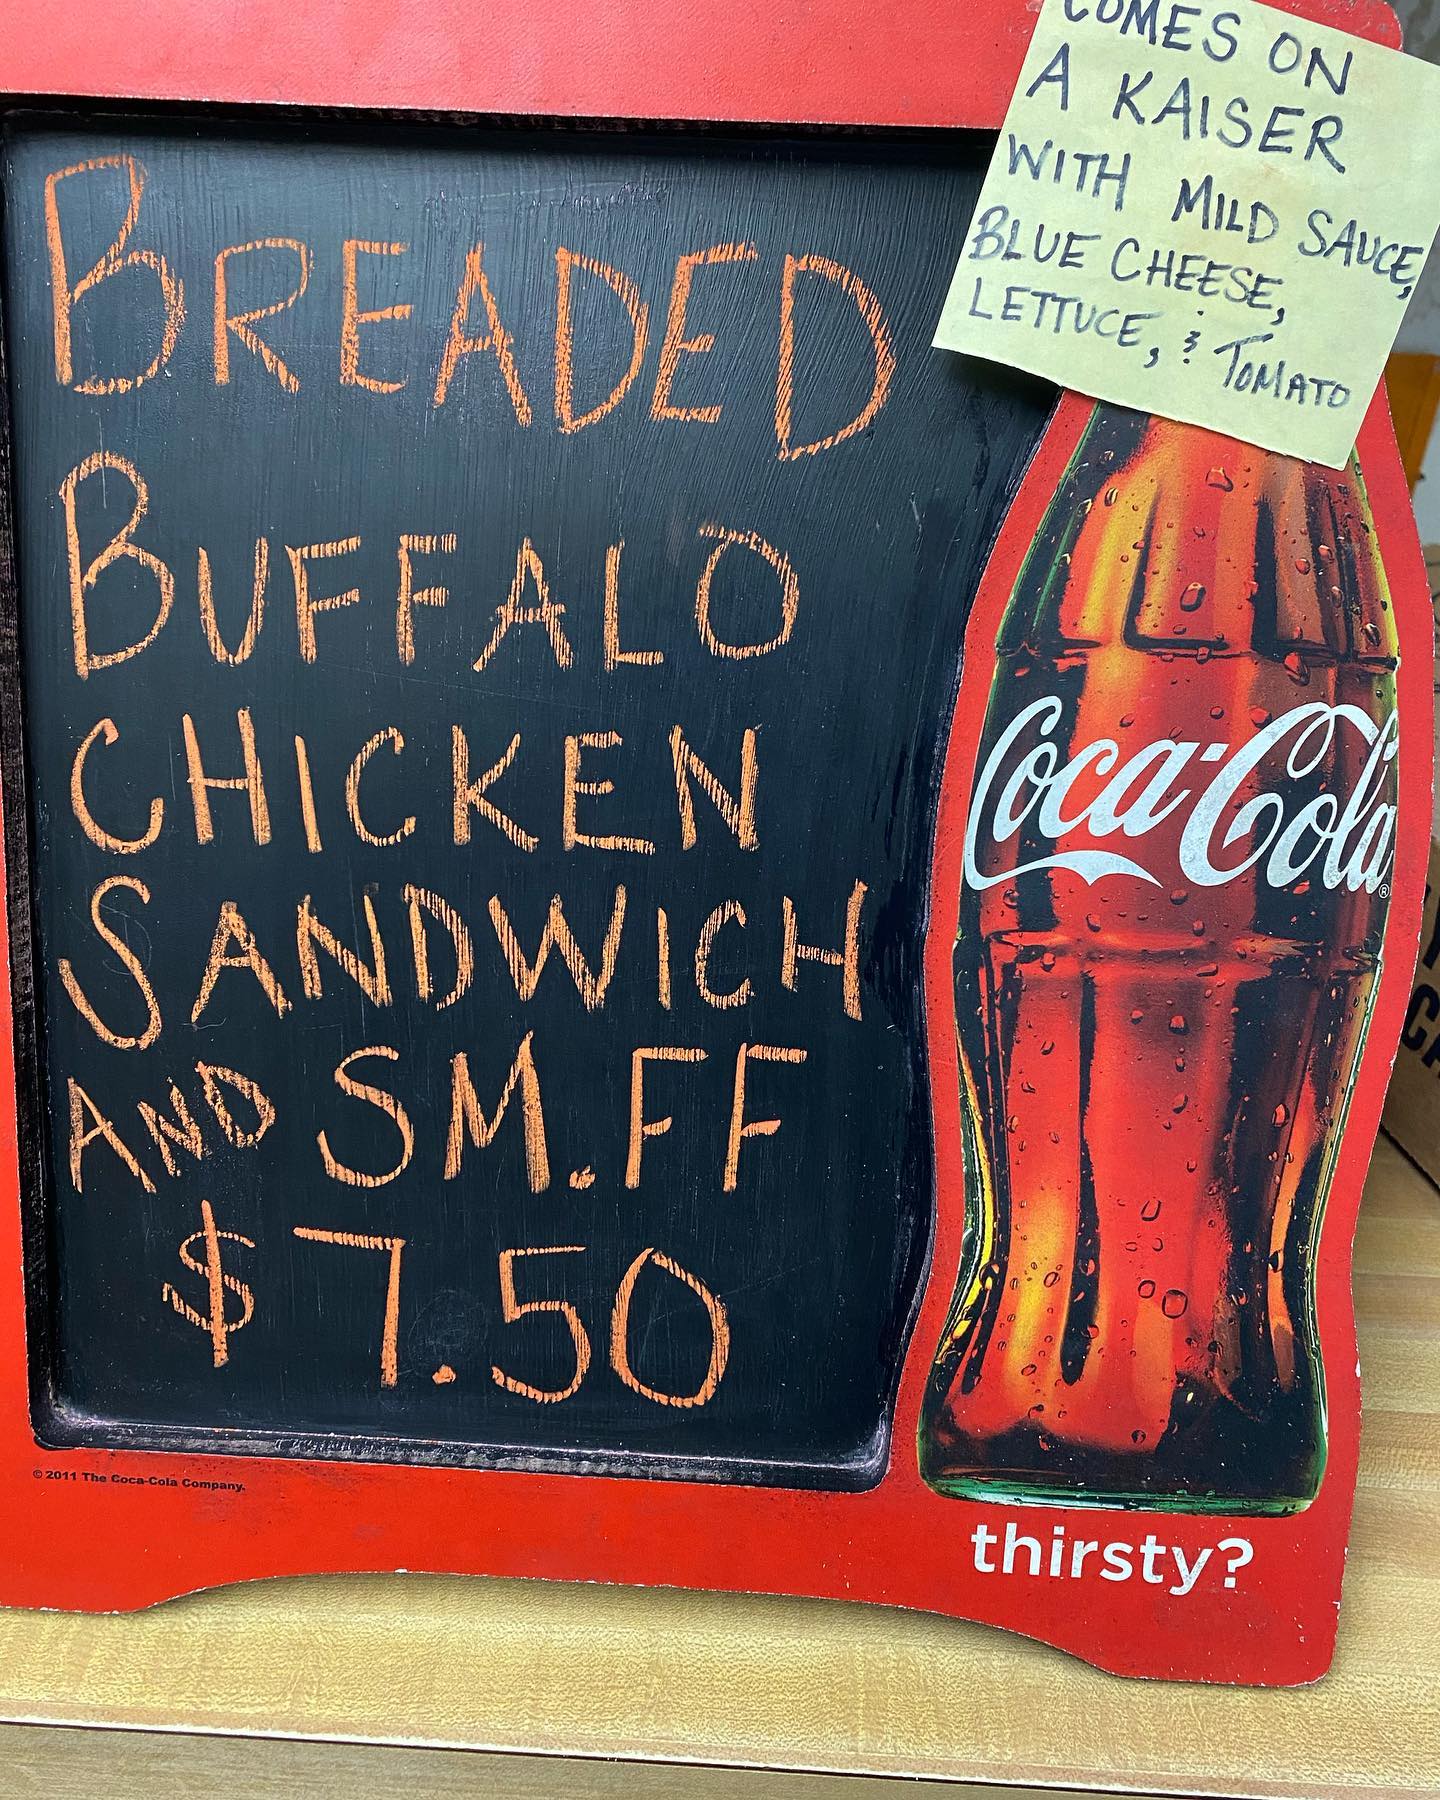 COMES ON
A KAISER
WITH MILD SAUCE,
BLUE CHEESE,
LETTUCE, & TOMATO
BREADED
BUFFALO
CHICKEN
SANDWICH
AND SM. FF
$7.50
Coca-Cola®
© 2011 The Coca-Cola Company.
thirsty?